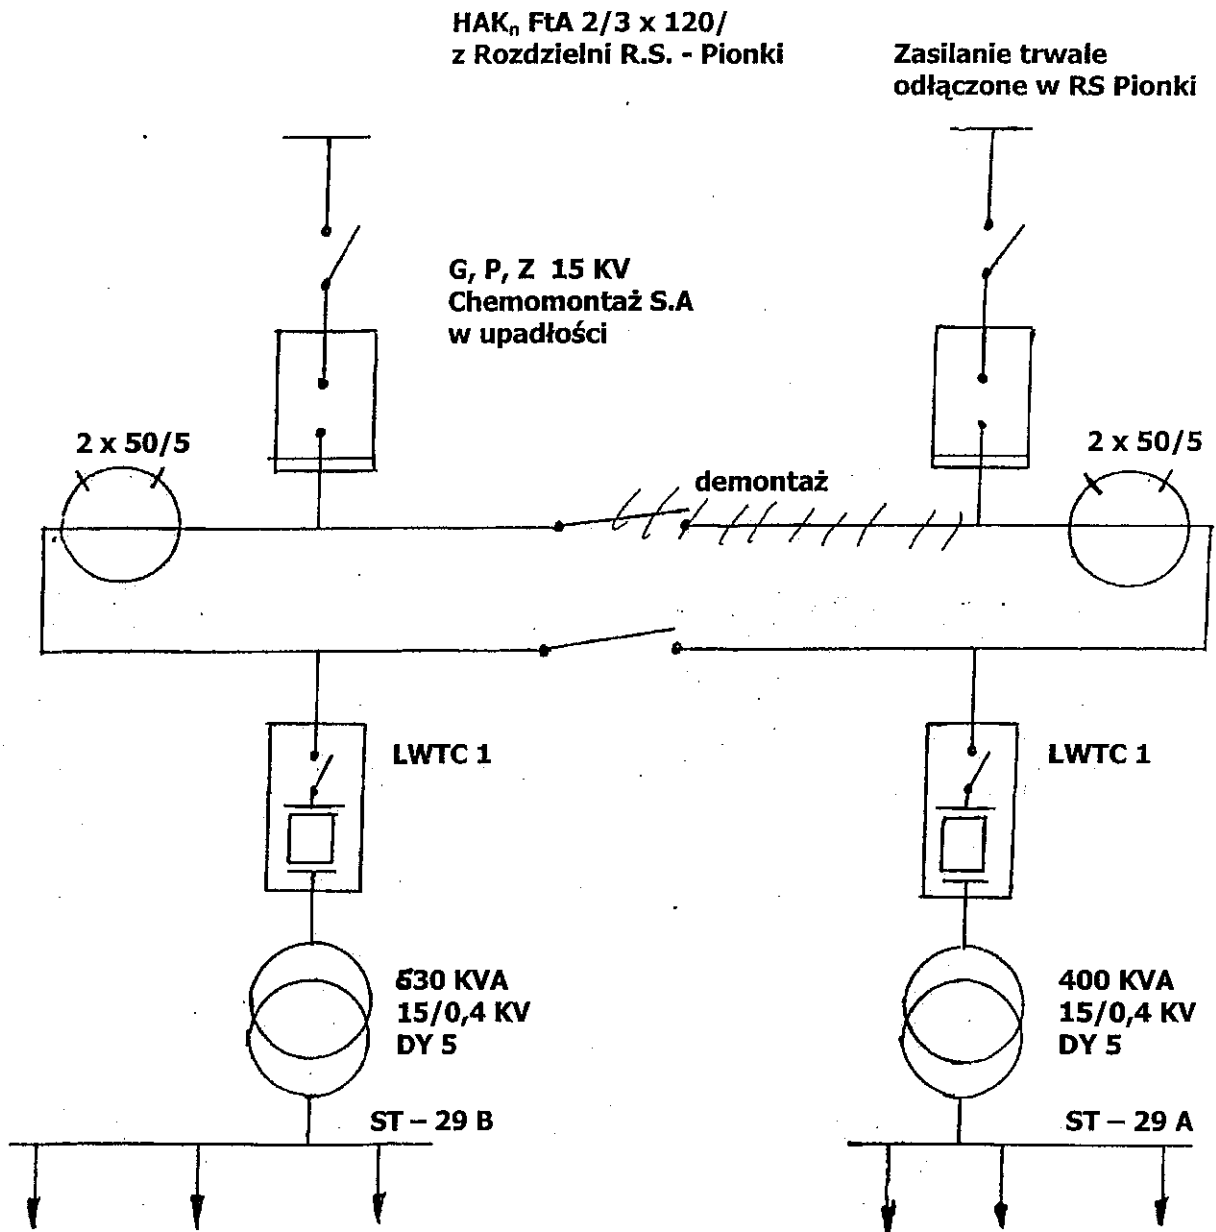 HAKₙ FtA 2/3 x 120/
z Rozdzielni R.S. - Pionki
Zasilanie trwale
odłączone w RS Pionki
G, P, Z 15 KV
Chemomontaż S.A
w upadłości
2 x 50/5
2 x 50/5
demontaż
LWTC 1
LWTC 1
630 KVA
15/0,4 KV
DY 5
400 KVA
15/0,4 KV
DY 5
ST – 29 B
ST – 29 A